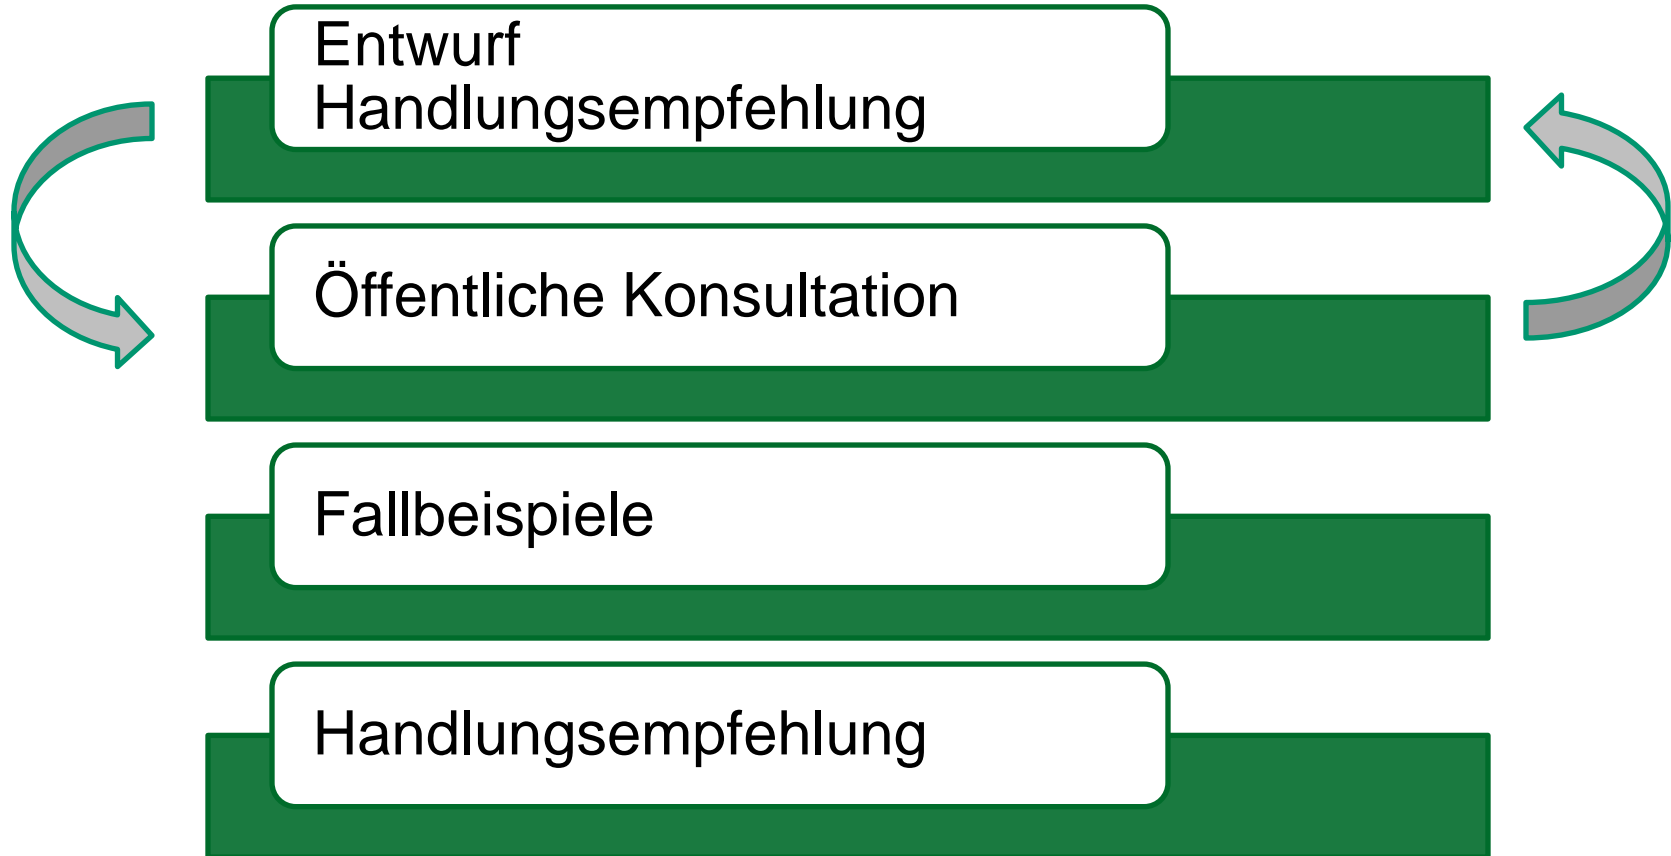 Entwurf
Handlungsempfehlung
Öffentliche Konsultation
Fallbeispiele
Handlungsempfehlung